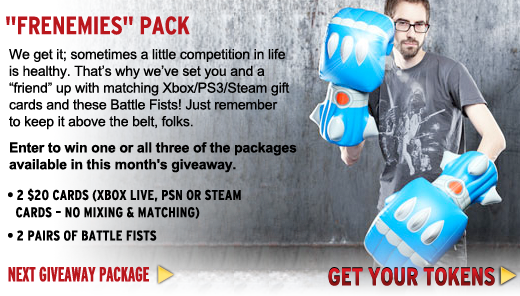 "FRENEMIES" PACK
We get it; sometimes a little competition in life
is healthy. That's why we've set you and a
“friend” up with matching Xbox/PS3/Steam gift
cards and these Battle Fists! Just remember
to keep it above the belt, folks.
Enter to win one or all three of the packages
available in this month's giveaway.
• 2 $20 CARDS (XBOX LIVE, PSN OR STEAM
CARDS – NO MIXING & MATCHING)
• 2 PAIRS OF BATTLE FISTS
NEXT GIVEAWAY PACKAGE
GET YOUR TOKENS